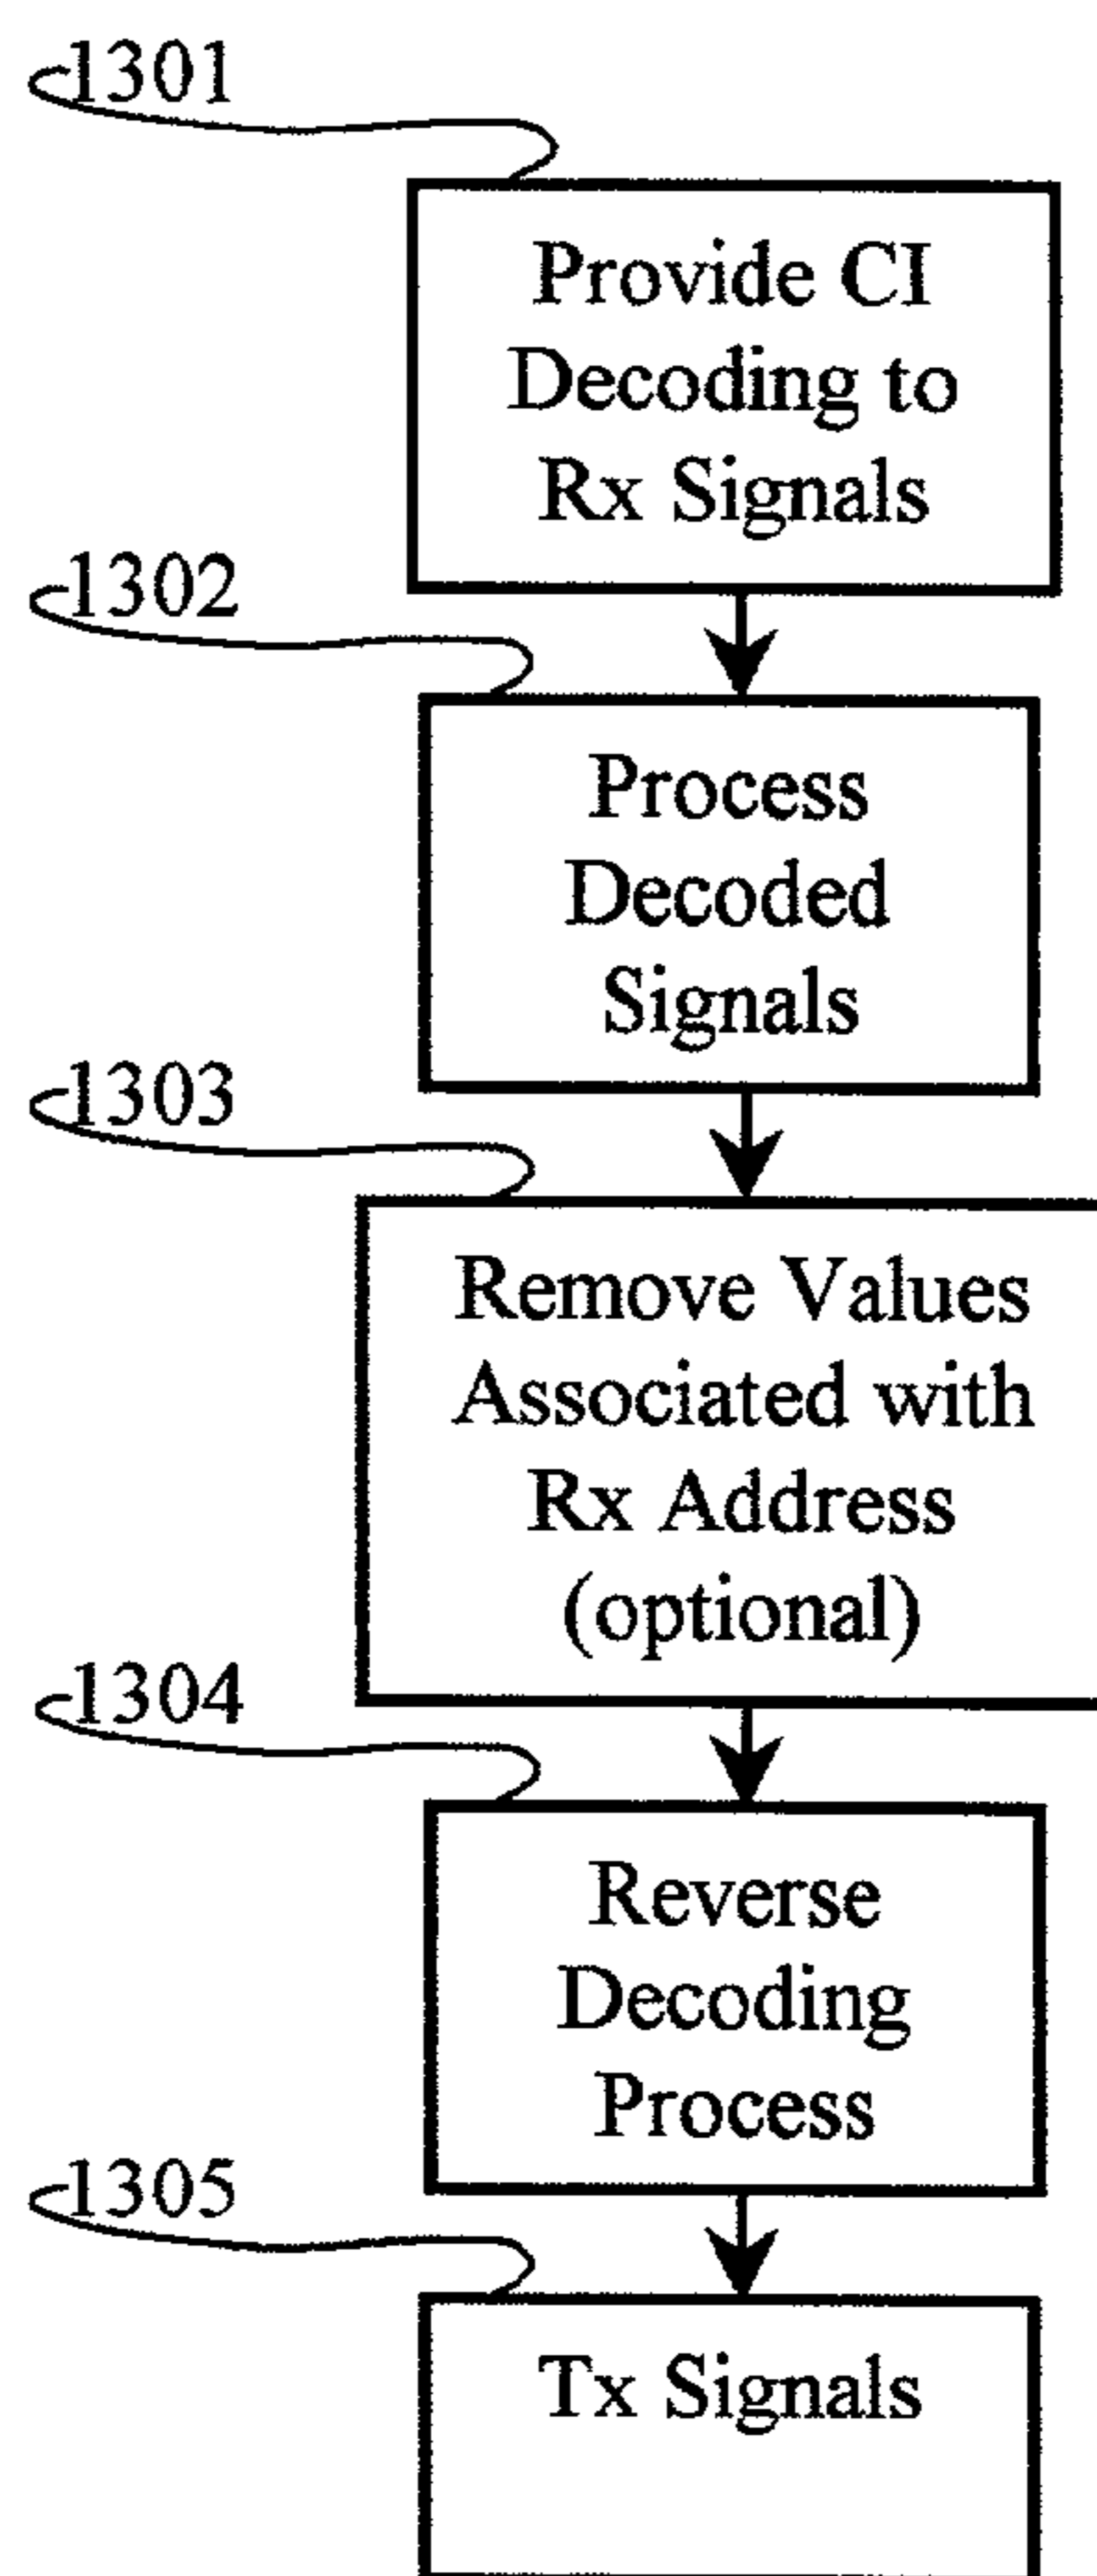 1301
Provide CI
Decoding to
Rx Signals
1302
Process
Decoded
Signals
1303
Remove Values
Associated with
Rx Address
(optional)
1304
Reverse
Decoding
Process
1305
Tx Signals